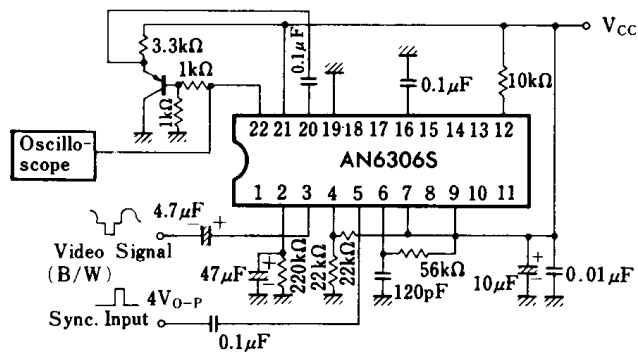 V_CC
3.3kΩ
1kΩ
1kΩ
0.1µF
0.1µF
10kΩ
Oscillo-
scope
22 21 20 19 18 17 16 15 14 13 12
AN6306S
1 2 3 4 5 6 7 8 9 10 11
4.7µF
− +
Video Signal
(B/W)
+
−
47µF
220kΩ
22kΩ
22kΩ
56kΩ
120pF
+
−
10µF
0.01µF
4V_O-P
Sync. Input
0.1µF